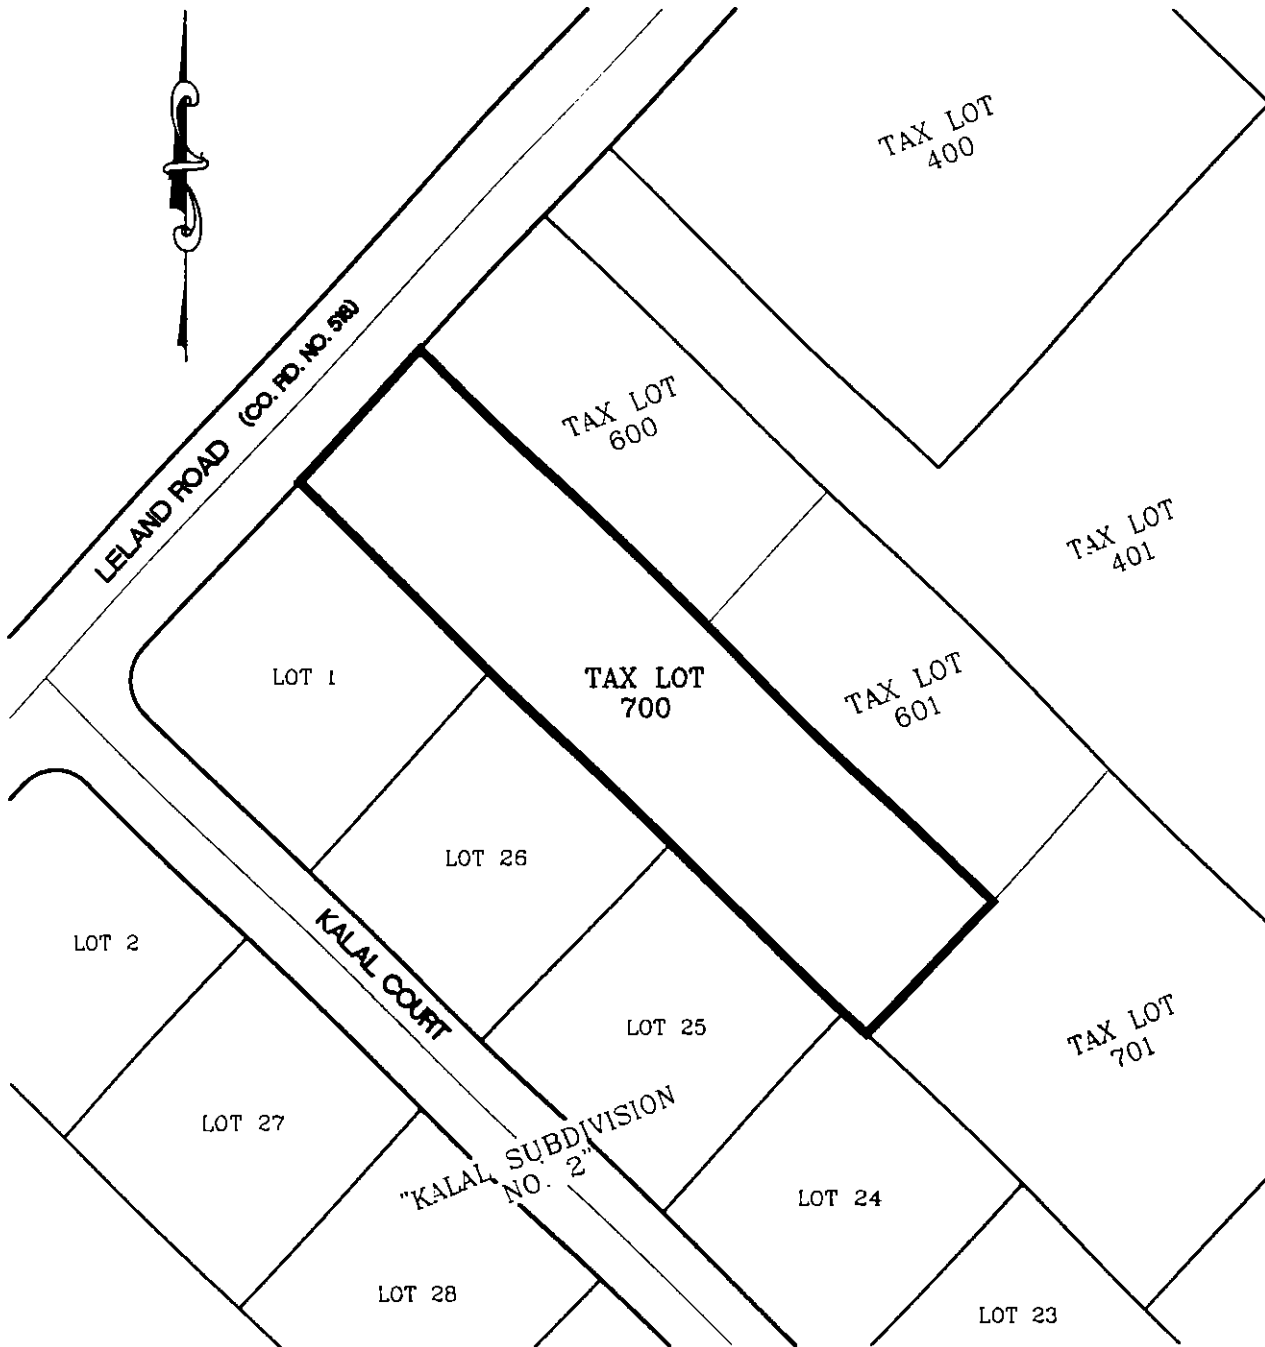 TAX LOT
400
LELAND ROAD (CO. RD. NO. 518)
TAX LOT
600
TAX LOT
401
LOT 1
TAX LOT
700
TAX LOT
601
LOT 26
LOT 2
KALAL COURT
LOT 25
TAX LOT
701
LOT 27
"KALAL SUBDIVISION
NO. 2"
LOT 24
LOT 28
LOT 23